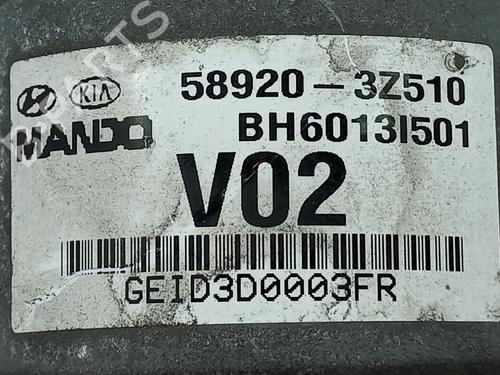 KIA 58920-3Z510
MANDO BH6013I501
V02
GEID3D0003FR